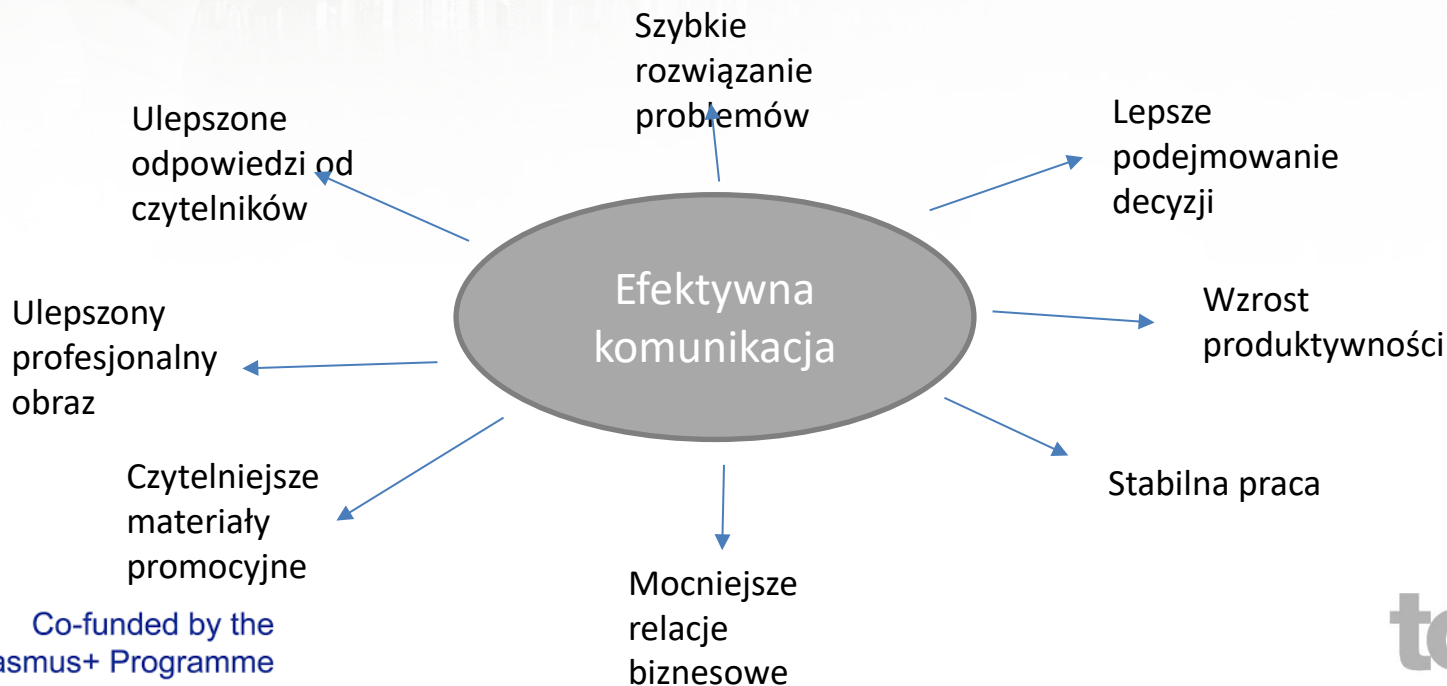 Szybkie
rozwiązanie
problemów
Ulepszone
odpowiedzi od
czytelników
Lepsze
podejmowanie
decyzji
Efektywna
komunikacja
Ulepszony
profesjonalny
obraz
Wzrost
produktywności
Czytelniejsze
materiały
promocyjne
Stabilna praca
Mocniejsze
relacje
biznesowe
Co-funded by the
asmus+ Programme